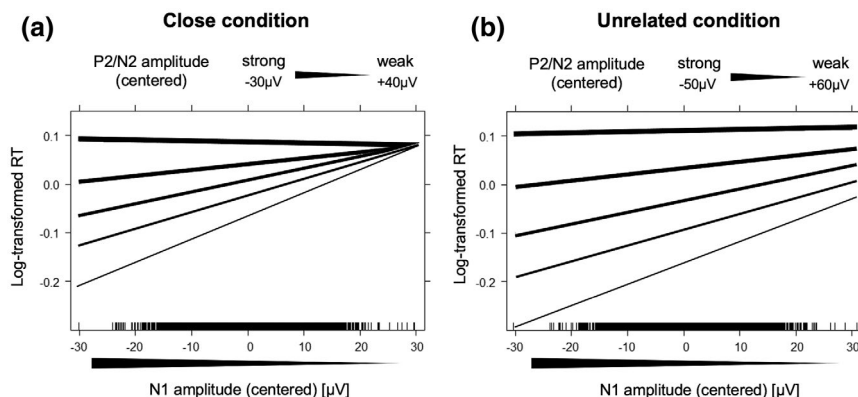 (a) Close condition
P2/N2 amplitude (centered) strong -30µV weak +40µV
Log-transformed RT
0.1
0.0
-0.1
-0.2
-30 -20 -10 0 10 20 30
N1 amplitude (centered) [µV]
(b) Unrelated condition
P2/N2 amplitude (centered) strong -50µV weak +60µV
Log-transformed RT
0.1
0.0
-0.1
-0.2
-30 -20 -10 0 10 20 30
N1 amplitude (centered) [µV]